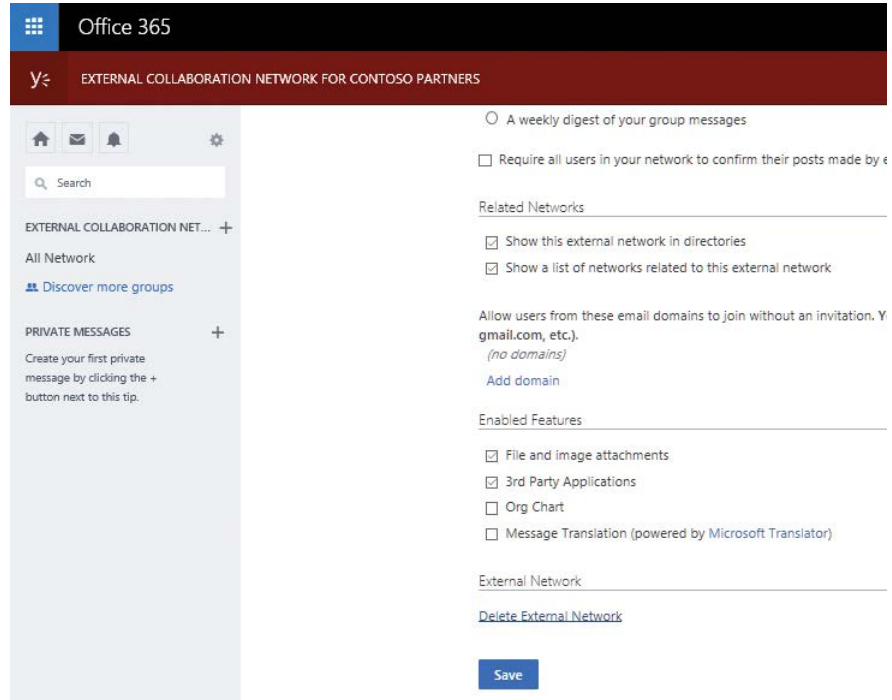 Office 365
EXTERNAL COLLABORATION NETWORK FOR CONTOSO PARTNERS
Search
EXTERNAL COLLABORATION NET...
All Network
Discover more groups
PRIVATE MESSAGES
Create your first private
message by clicking the +
button next to this tip.
A weekly digest of your group messages
Require all users in your network to confirm their posts made by e
Related Networks
Show this external network in directories
Show a list of networks related to this external network
Allow users from these email domains to join without an invitation. Y
gmail.com, etc.).
(no domains)
Add domain
Enabled Features
File and image attachments
3rd Party Applications
Org Chart
Message Translation (powered by Microsoft Translator)
External Network
Delete External Network
Save